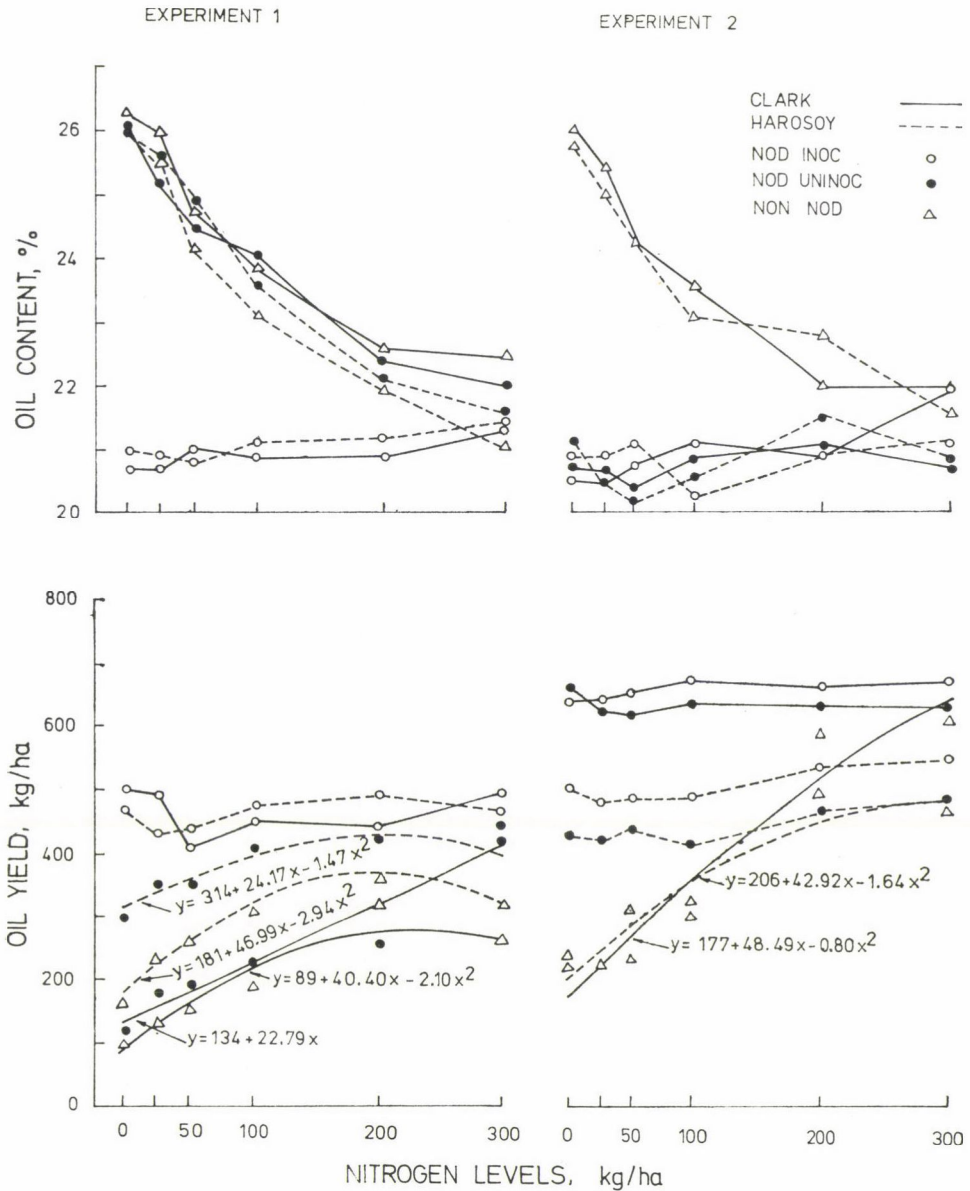 EXPERIMENT 1
EXPERIMENT 2
CLARK
HAROSOY
NOD INOC
NOD UNINOC
NON NOD
OIL CONTENT, %
26
24
22
20
OIL YIELD, kg/ha
800
600
400
200
0
y= 314+24.17x-1.47x²
y=181+46.99x-2.94x²
y=89+40.40x-2.10x²
y=134+22.79x
y=206+42.92x-1.64x²
y= 177+48.49x-0.80x²
0 50 100 200 300
0 50 100 200 300
NITROGEN LEVELS, kg/ha